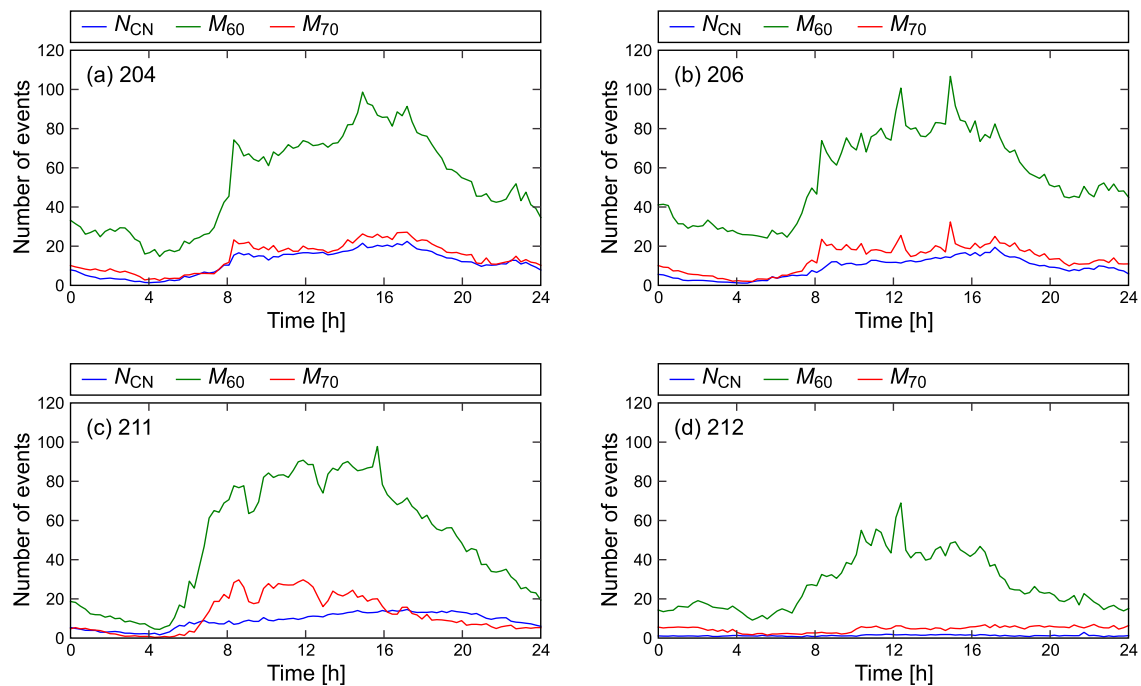 N_CN M_60 M_70
(a) 204
Number of events
0 20 40 60 80 100 120
0 4 8 12 16 20 24
Time [h]
N_CN M_60 M_70
(b) 206
Number of events
0 20 40 60 80 100 120
0 4 8 12 16 20 24
Time [h]
N_CN M_60 M_70
(c) 211
Number of events
0 20 40 60 80 100 120
0 4 8 12 16 20 24
Time [h]
N_CN M_60 M_70
(d) 212
Number of events
0 20 40 60 80 100 120
0 4 8 12 16 20 24
Time [h]